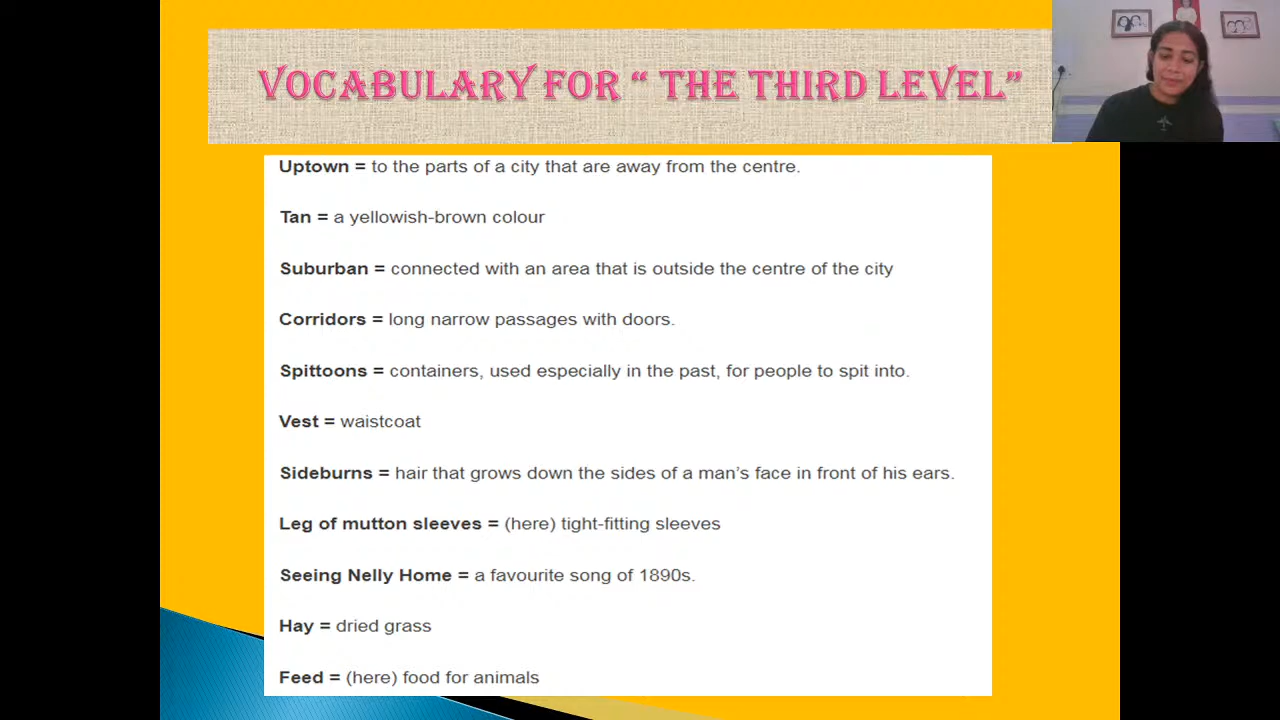 VOCABULARY FOR “ THE THIRD LEVEL”
Uptown = to the parts of a city that are away from the centre.
Tan = a yellowish-brown colour
Suburban = connected with an area that is outside the centre of the city
Corridors = long narrow passages with doors.
Spittoons = containers, used especially in the past, for people to spit into.
Vest = waistcoat
Sideburns = hair that grows down the sides of a man’s face in front of his ears.
Leg of mutton sleeves = (here) tight-fitting sleeves
Seeing Nelly Home = a favourite song of 1890s.
Hay = dried grass
Feed = (here) food for animals